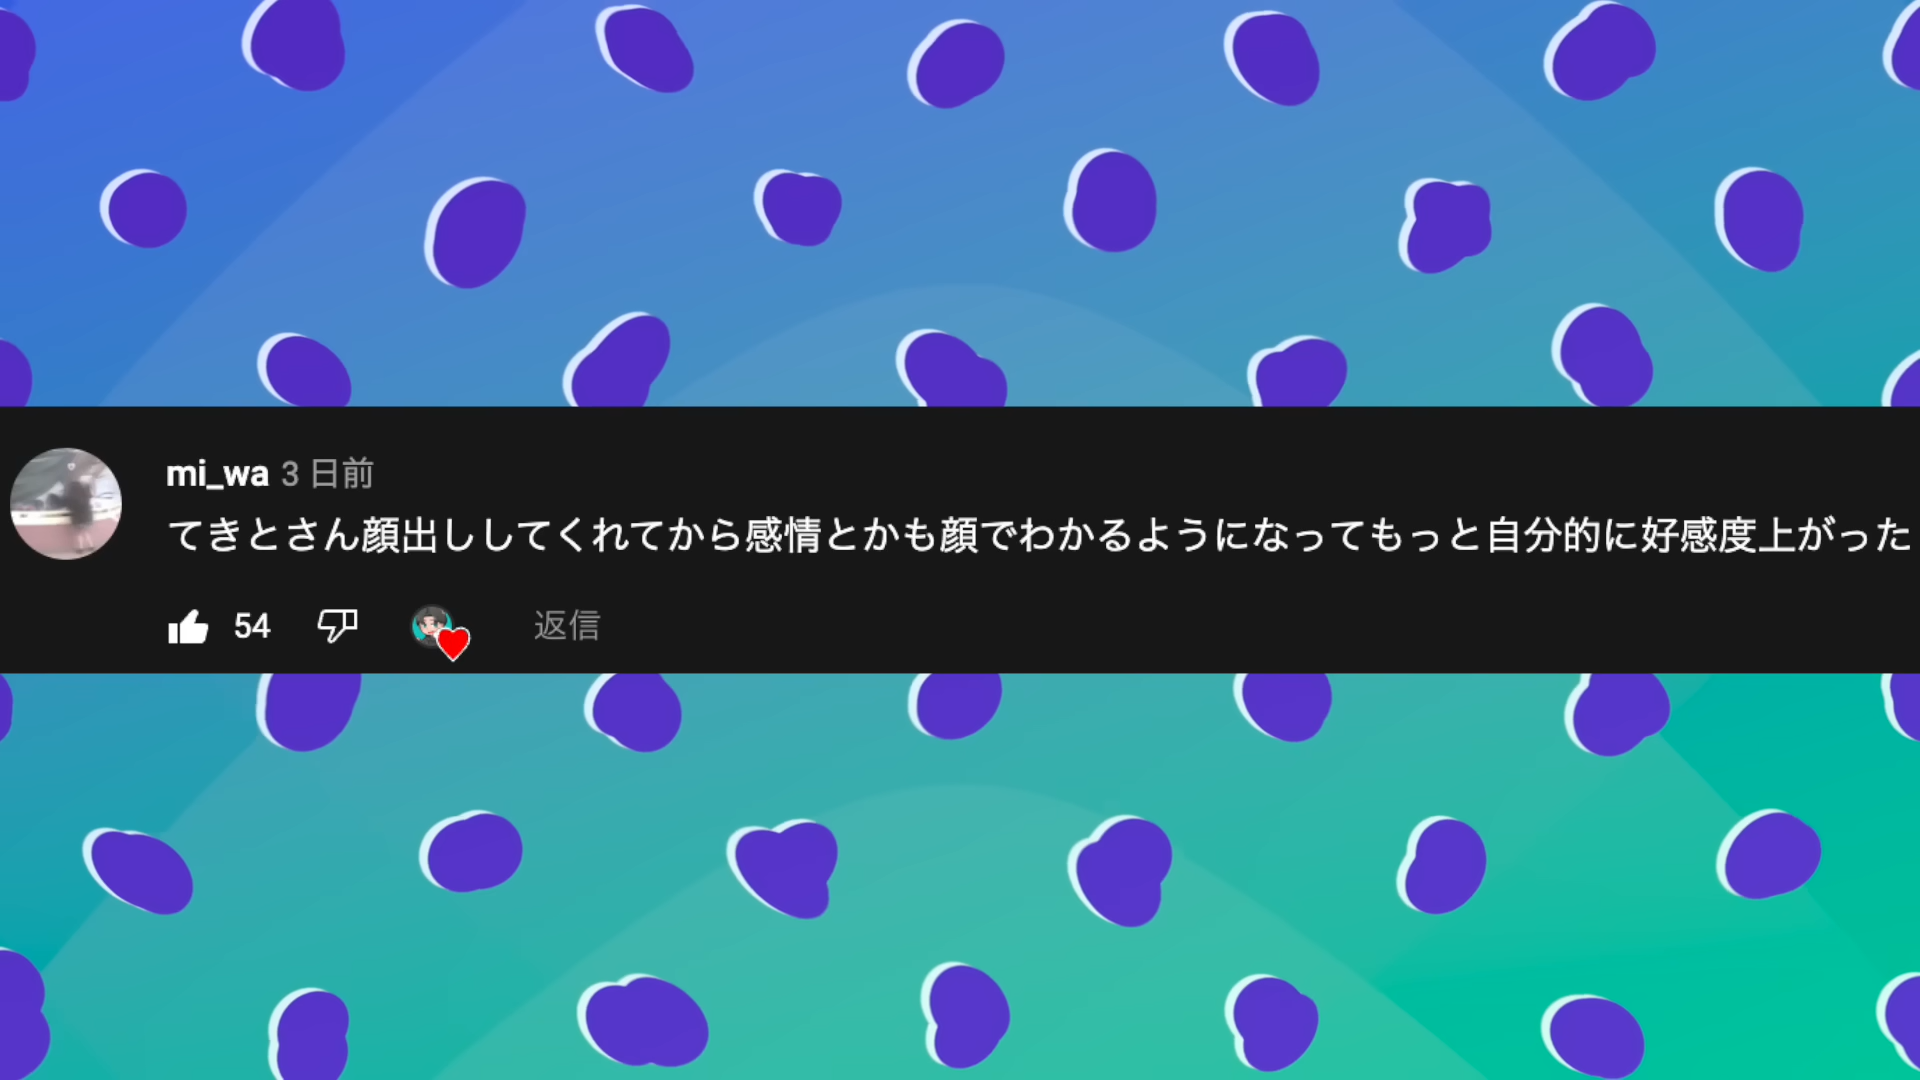 mi_wa 3 日前
てきとさん顔出ししてくれてから感情とかも顔でわかるようになってもっと自分的に好感度上がった
54 返信